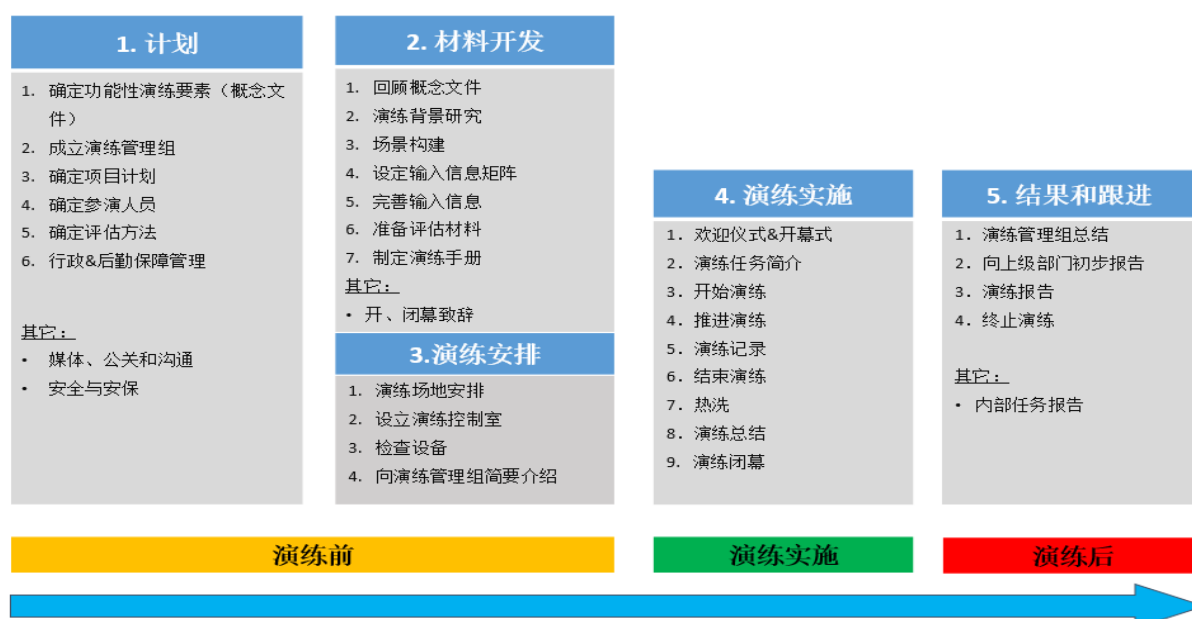 1. 计划
1. 确定功能性演练要素（概念文
件）
2. 成立演练管理组
3. 确定项目计划
4. 确定参演人员
5. 确定评估方法
6. 行政&后勤保障管理
其它：
• 媒体、公关和沟通
• 安全与安保
2. 材料开发
1. 回顾概念文件
2. 演练背景研究
3. 场景构建
4. 设定输入信息矩阵
5. 完善输入信息
6. 准备评估材料
7. 制定演练手册
其它：
• 开、闭幕致辞
3.演练安排
1. 演练场地安排
2. 设立演练控制室
3. 检查设备
4. 向演练管理组简要介绍
4. 演练实施
1. 欢迎仪式&开幕式
2. 演练任务简介
3. 开始演练
4. 推进演练
5. 演练记录
6. 结束演练
7. 热洗
8. 演练总结
9. 演练闭幕
5. 结果和跟进
1. 演练管理组总结
2. 向上级部门初步报告
3. 演练报告
4. 终止演练
其它：
• 内部任务报告
演练前
演练实施
演练后